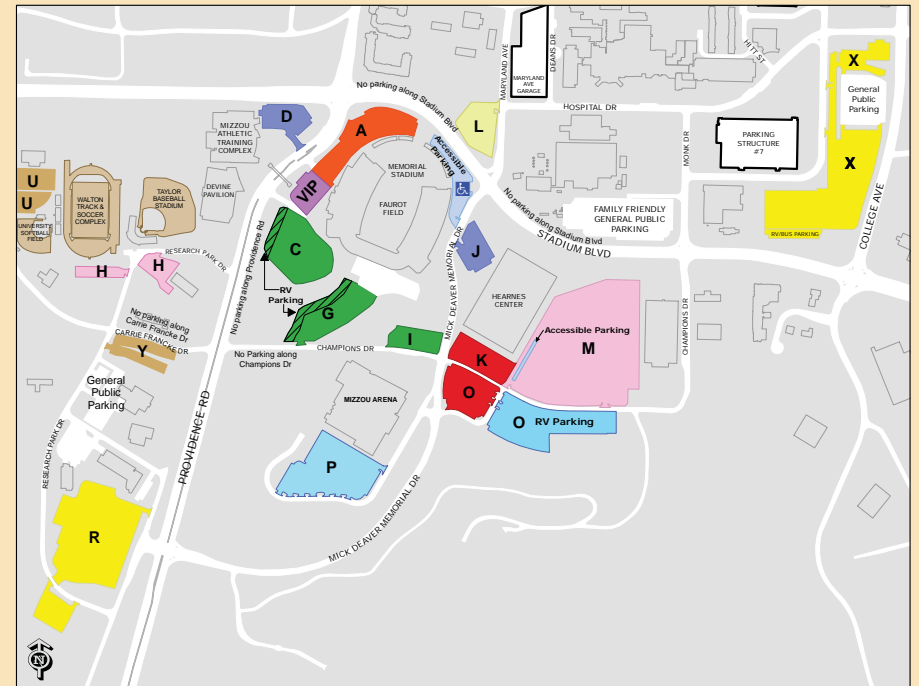 MARYLAND AVE
DEANS DR
HITT ST
X
MARYLAND
AVE
GARAGE
General
Public
Parking
No parking along Stadium Blvd
HOSPITAL DR
D
A
L
MIZZOU
ATHLETIC
TRAINING
COMPLEX
PARKING
STRUCTURE
#7
MONK DR
X
Accessible
Parking
MEMORIAL
STADIUM
U
U
WALTON
TRACK &
SOCCER
COMPLEX
TAYLOR
BASEBALL
STADIUM
DEVINE
PAVILION
VIP
FAUROT
FIELD
No parking along Stadium Blvd
FAMILY FRIENDLY
GENERAL PUBLIC
PARKING
COLLEGE AVE
UNIVERSITY
SOFTBALL
FIELD
RV/BUS PARKING
STADIUM BLVD
C
J
RESEARCH PARK DR
No parking along Providence Rd
MICK DEAVER MEMORIAL DR
H
H
RV
Parking
HEARNES
CENTER
G
No parking along
Carrie Francke Dr
CARRIE FRANCKE DR
Accessible Parking
CHAMPIONS DR
I
M
Y
No Parking along
Champions Dr
CHAMPIONS DR
K
General
Public
Parking
MIZZOU ARENA
O
O RV Parking
PROVIDENCE RD
RESEARCH PARK DR
P
MICK DEAVER MEMORIAL DR
R
N